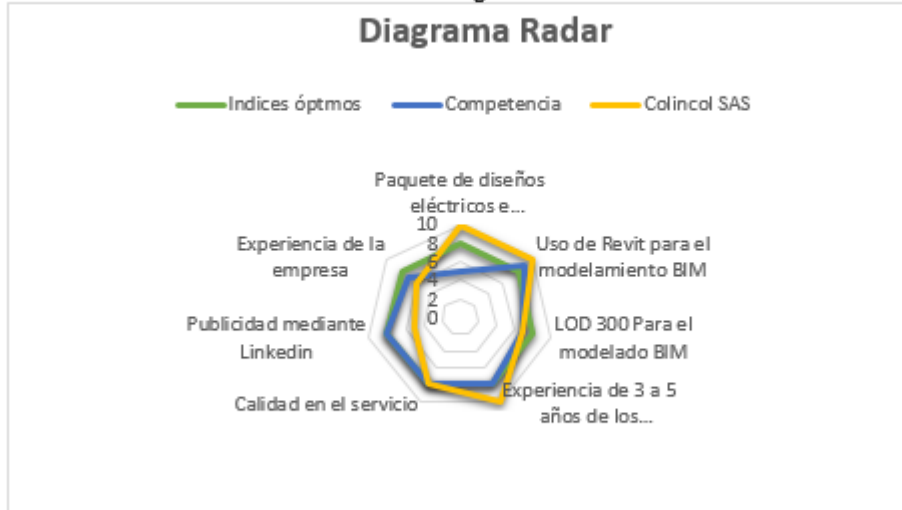 Diagrama Radar
Indices óptmos
Competencia
Colincol SAS
Paquete de diseños
eléctricos e...
Uso de Revit para el
modelamiento BIM
LOD 300 Para el
modelado BIM
Experiencia de 3 a 5
años de los...
Calidad en el servicio
Publicidad mediante
Linkedin
Experiencia de la
empresa
10
8
6
4
2
0